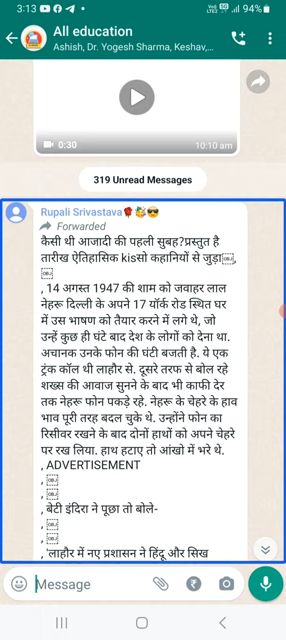 3:13
VoLTE2 5G 94%
All education
Ashish, Dr. Yogesh Sharma, Keshav,...
0:30
10:10 am
319 Unread Messages
Rupali Srivastava🌹💐😎
Forwarded
कैसी थी आजादी की पहली सुबह?प्रस्तुत है
तारीख ऐतिहासिक kisसो कहानियों से जुड़ा￼,
￼
, 14 अगस्त 1947 की शाम को जवाहर लाल
नेहरू दिल्ली के अपने 17 यॉर्क रोड स्थित घर
में उस भाषण को तैयार करने में लगे थे, जो
उन्हें कुछ ही घंटे बाद देश के लोगों को देना था.
अचानक उनके फोन की घंटी बजती है. ये एक
ट्रंक कॉल थी लाहौर से. दूसरे तरफ से बोल रहे
शख्स की आवाज सुनने के बाद भी काफी देर
तक नेहरू फोन पकड़े रहे. नेहरू के चेहरे के हाव
भाव पूरी तरह बदल चुके थे. उन्होंने फोन का
रिसीवर रखने के बाद दोनों हाथों को अपने चेहरे
पर रख लिया. हाथ हटाए तो आंखो में भरे थे.
, ADVERTISEMENT
, ￼
, ￼
, बेटी इंदिरा ने पूछा तो बोले-
, ￼
, ￼
, 'लाहौर में नए प्रशासन ने हिंदू और सिख
Message